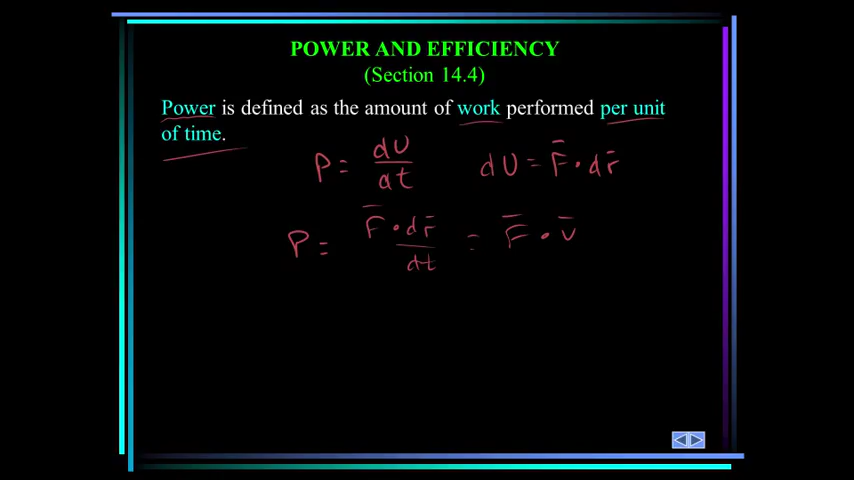 POWER AND EFFICIENCY
(Section 14.4)
Power is defined as the amount of work performed per unit
of time.
P = dU/dt    dU = F̄ · dr̄
P = F̄ · dr̄/dt = F̄ · v̄